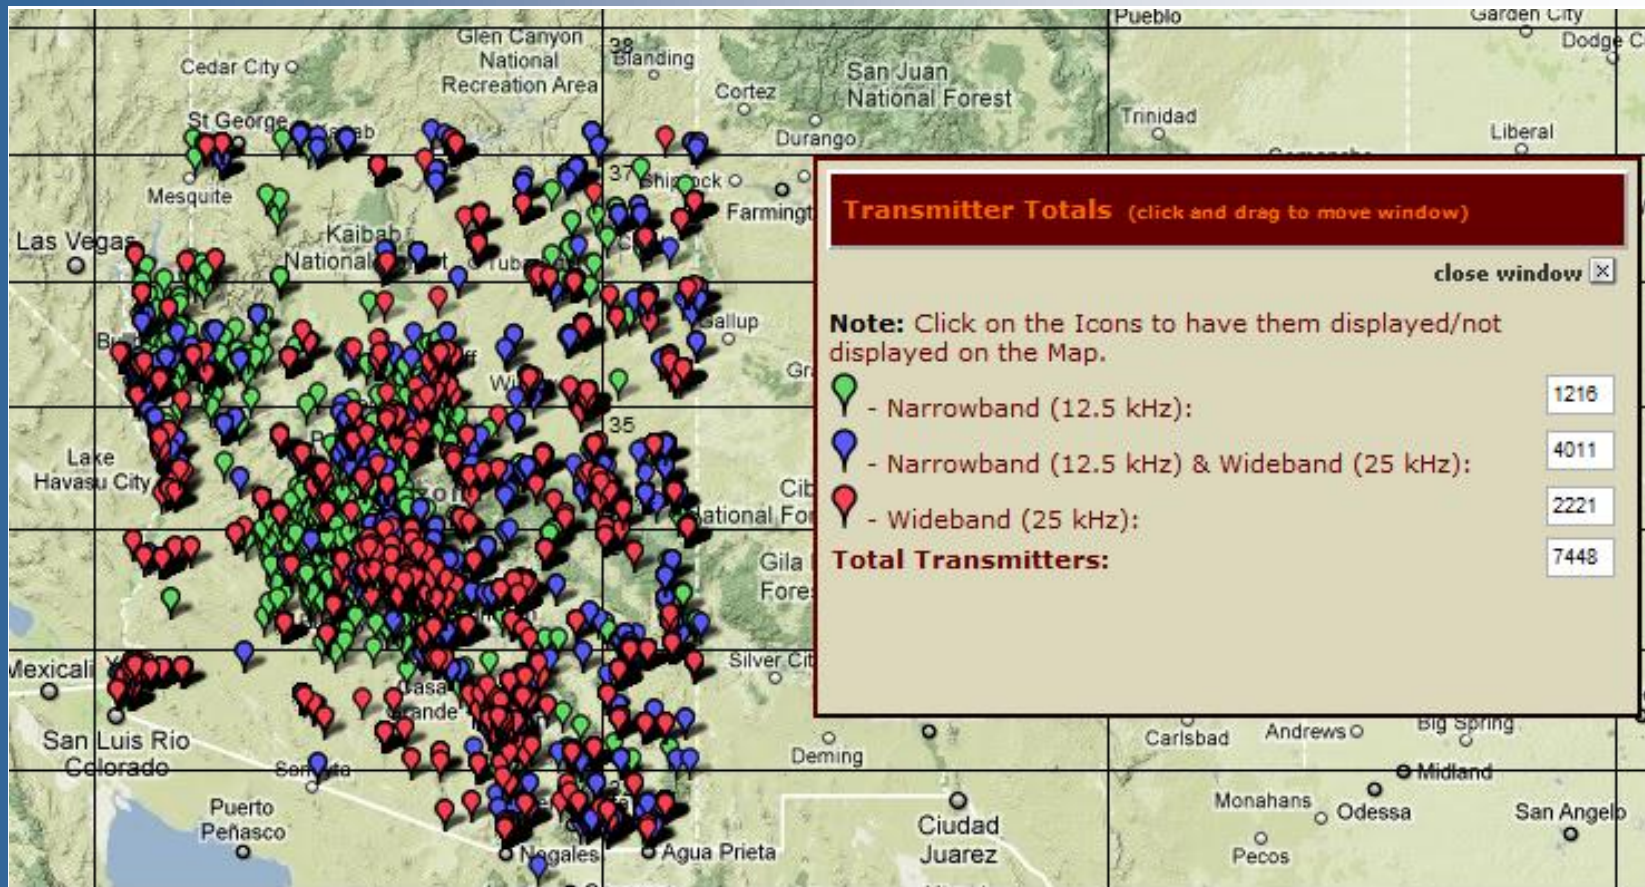 Pueblo
Garden City
Glen Canyon
National
Recreation Area
38
Blanding
Dodge C
Cedar City
San Juan
National Forest
Cortez
Trinidad
St George
Durango
Liberal
37
Mesquite
Farmingt
Las Vegas
Kaibab
National
Transmitter Totals (click and drag to move window)
close window
Note: Click on the Icons to have them displayed/not
displayed on the Map.
- Narrowband (12.5 kHz):
1216
- Narrowband (12.5 kHz) & Wideband (25 kHz):
4011
- Wideband (25 kHz):
2221
Total Transmitters:
7448
35
Lake
Havasu City
Gila
Silver Cit
Mexicali
Casa
Grande
San Luis Rio
Colorado
Deming
Carlsbad
Andrews
Big Spring
Midland
Monahans
Odessa
San Angelo
Puerto
Peñasco
Ciudad
Juarez
Pecos
Nogales
Agua Prieta